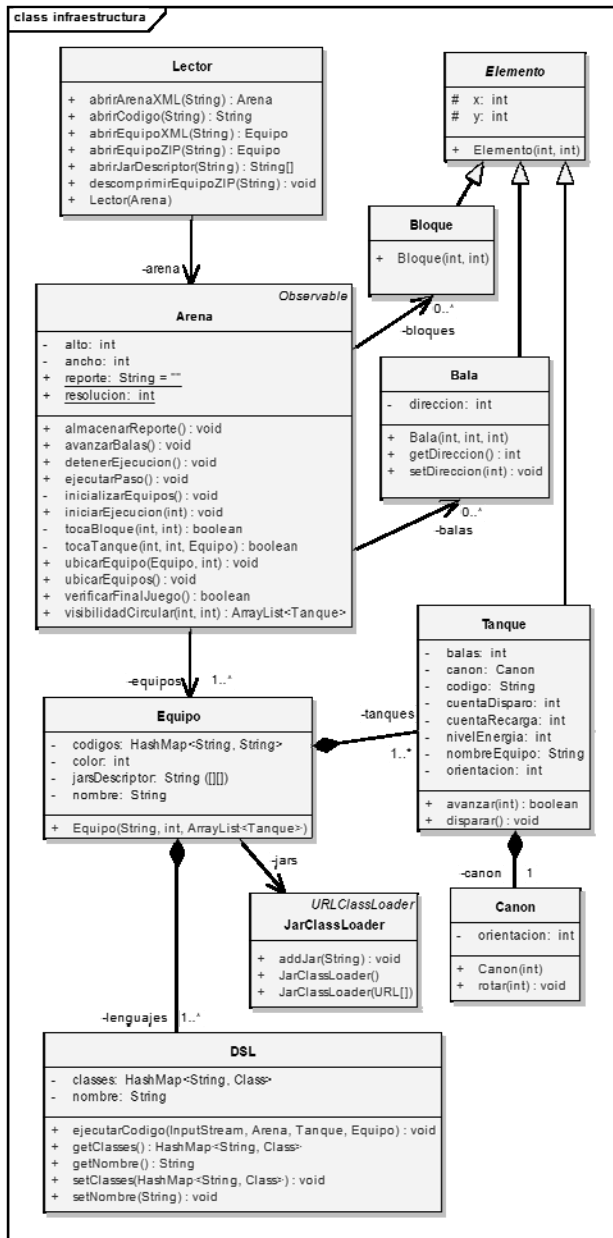 class infraestructura
Lector
+ abrirArenaXML(String) : Arena
+ abrirCodigo(String) : String
+ abrirEquipoXML(String) : Equipo
+ abrirEquipoZIP(String) : Equipo
+ abrirJarDescriptor(String) : String[]
+ descomprimirEquipoZIP(String) : void
+ Lector(Arena)
Elemento
# x: int
# y: int
+ Elemento(int, int)
Bloque
+ Bloque(int, int)
-arena
0..*
-bloques
Observable
Arena
- alto: int
- ancho: int
+ reporte: String = ""
+ resolucion: int
+ almacenarReporte() : void
+ avanzarBalas() : void
+ detenerEjecucion() : void
+ ejecutarPaso() : void
- inicializarEquipos() : void
+ iniciarEjecucion(int) : void
- tocaBloque(int, int) : boolean
- tocaTanque(int, int, Equipo) : boolean
+ ubicarEquipo(Equipo, int) : void
+ ubicarEquipos() : void
+ verificarFinalJuego() : boolean
+ visibilidadCircular(int, int) : ArrayList<Tanque>
Bala
- direccion: int
+ Bala(int, int, int)
+ getDireccion() : int
+ setDireccion(int) : void
0..*
-balas
Tanque
- balas: int
- canon: Canon
- codigo: String
- cuentaDisparo: int
- cuentaRecarga: int
- nivelEnergia: int
- nombreEquipo: String
- orientacion: int
+ avanzar(int) : boolean
+ disparar() : void
-equipos
1..*
Equipo
- codigos: HashMap<String, String>
- color: int
- jarsDescriptor: String ([][])
- nombre: String
+ Equipo(String, int, ArrayList<Tanque>)
-tanques
1..*
-jars
-canon
1
URLClassLoader
JarClassLoader
+ addJar(String) : void
+ JarClassLoader()
+ JarClassLoader(URL[])
Canon
- orientacion: int
+ Canon(int)
+ rotar(int) : void
-lenguajes
1..*
DSL
- classes: HashMap<String, Class>
- nombre: String
+ ejecutarCodigo(InputStream, Arena, Tanque, Equipo) : void
+ getClasses() : HashMap<String, Class>
+ getNombre() : String
+ setClasses(HashMap<String, Class>) : void
+ setNombre(String) : void